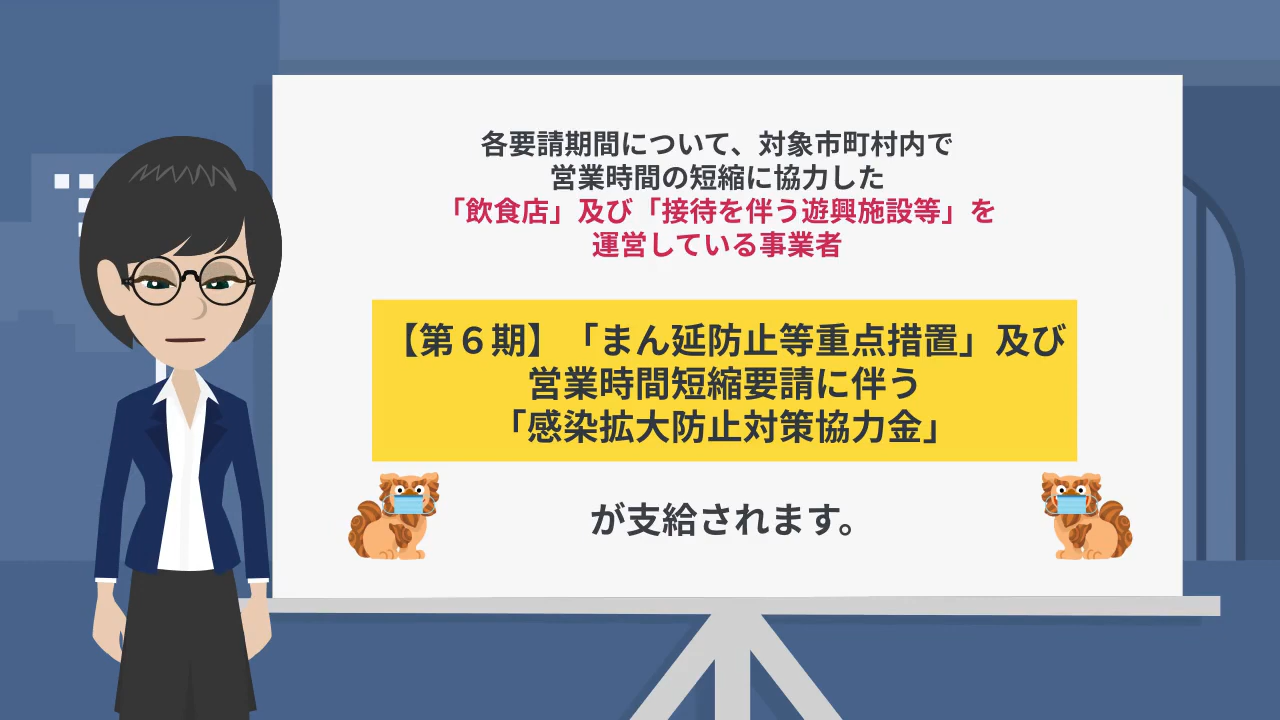 各要請期間について、対象市町村内で
営業時間の短縮に協力した
「飲食店」及び「接待を伴う遊興施設等」を
運営している事業者
【第６期】「まん延防止等重点措置」及び
営業時間短縮要請に伴う
「感染拡大防止対策協力金」
が支給されます。